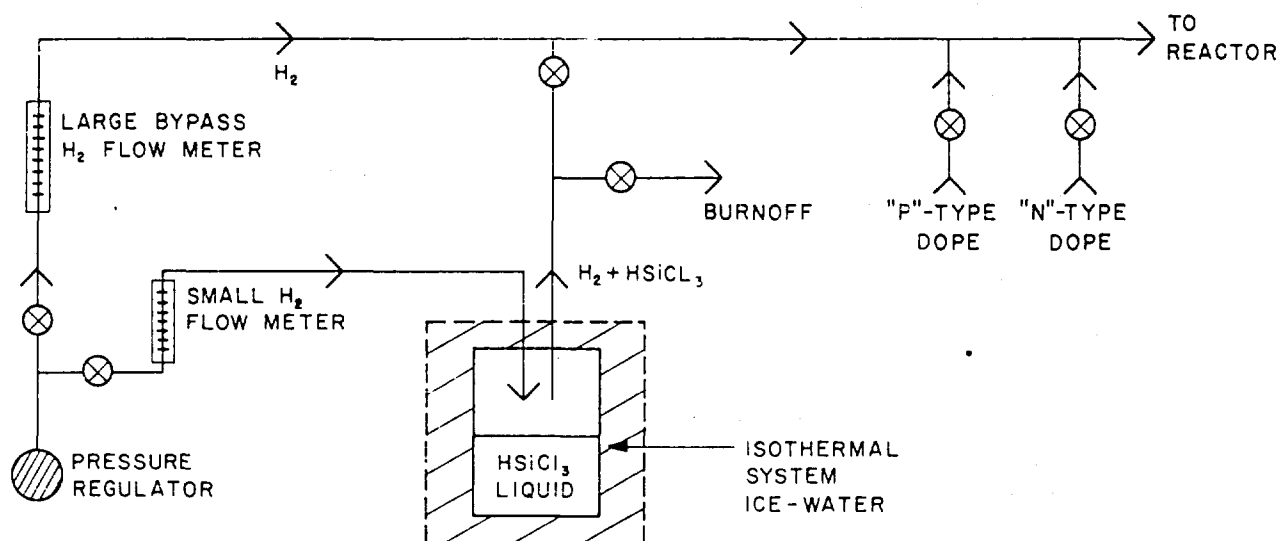 TO
REACTOR
H₂
LARGE BYPASS
H₂ FLOW METER
BURNOFF
"P"-TYPE
DOPE
"N"-TYPE
DOPE
H₂ + HSiCL₃
SMALL H₂
FLOW METER
PRESSURE
REGULATOR
HSiCl₃
LIQUID
ISOTHERMAL
SYSTEM
ICE-WATER